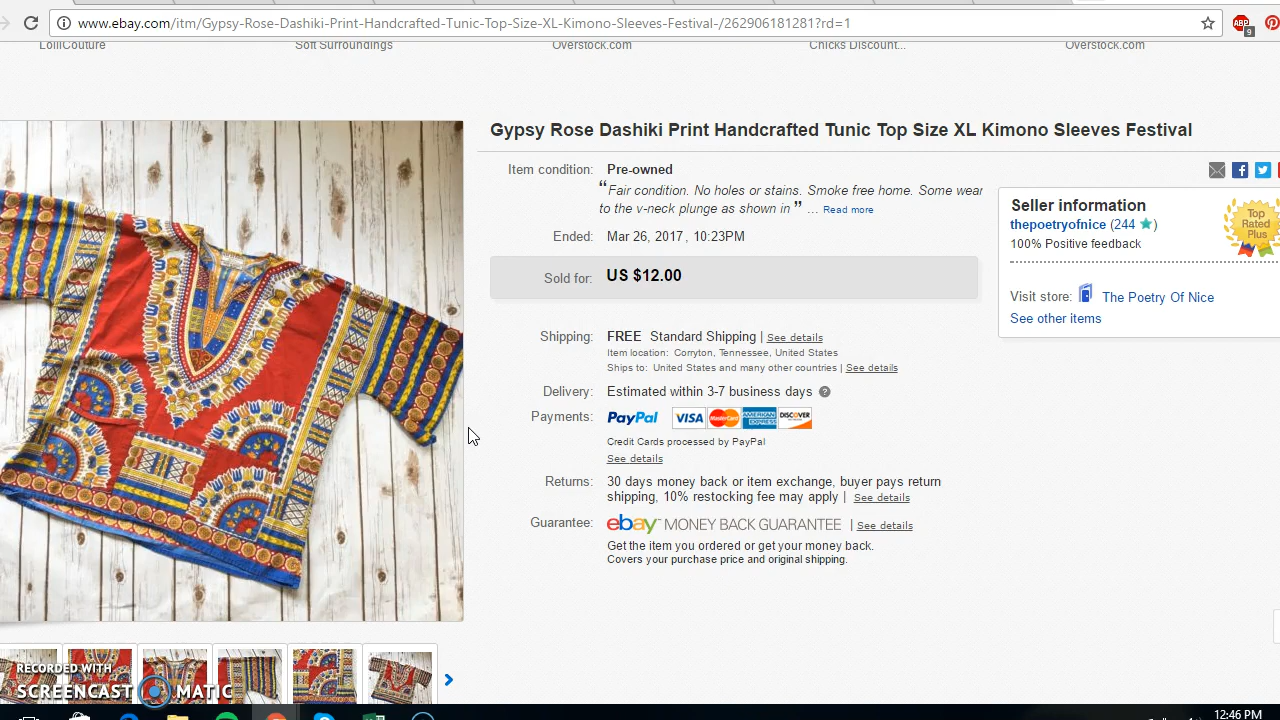 www.ebay.com/itm/Gypsy-Rose-Dashiki-Print-Handcrafted-Tunic-Top-Size-XL-Kimono-Sleeves-Festival-/262906181281?rd=1
ABP
9
LolliCouture
Soft Surroundings
Overstock.com
Chicks Discount...
Overstock.com
Gypsy Rose Dashiki Print Handcrafted Tunic Top Size XL Kimono Sleeves Festival
Item condition: Pre-owned
“Fair condition. No holes or stains. Smoke free home. Some wear
to the v-neck plunge as shown in ” ... Read more
Ended: Mar 26, 2017 , 10:23PM
Sold for: US $12.00
Shipping: FREE Standard Shipping | See details
Item location: Corryton, Tennessee, United States
Ships to: United States and many other countries | See details
Delivery: Estimated within 3-7 business days ?
Payments: PayPal VISA MasterCard AMERICAN EXPRESS DISCOVER
Credit Cards processed by PayPal
See details
Returns: 30 days money back or item exchange, buyer pays return
shipping, 10% restocking fee may apply | See details
Guarantee: ebay MONEY BACK GUARANTEE | See details
Get the item you ordered or get your money back.
Covers your purchase price and original shipping.
Seller information
thepoetryofnice (244 ★)
100% Positive feedback
Top
Rated
Plus
Visit store: The Poetry Of Nice
See other items
RECORDED WITH
SCREENCAST MATIC
12:46 PM